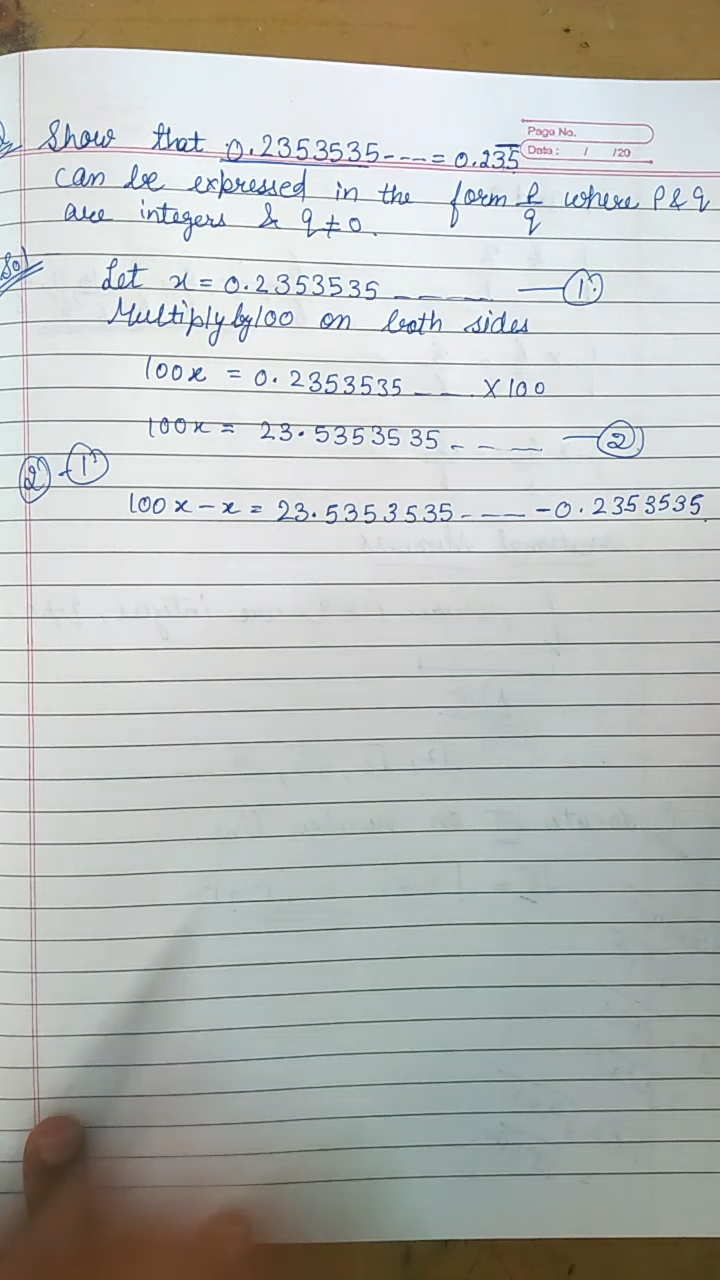 Show that 0.2353535--- = 0.23̅5̅
Page No.
Date : / /20
can be expressed in the form P/q where P & q
are integers & q ≠ 0.
Sol
Let x = 0.2353535 ---- —①
Multiply by 100 on both sides
100x = 0.2353535 --- X 100
100x = 23.5353535 - - — —②
② - ①
100x - x = 23.5353535 - --- - 0.2353535